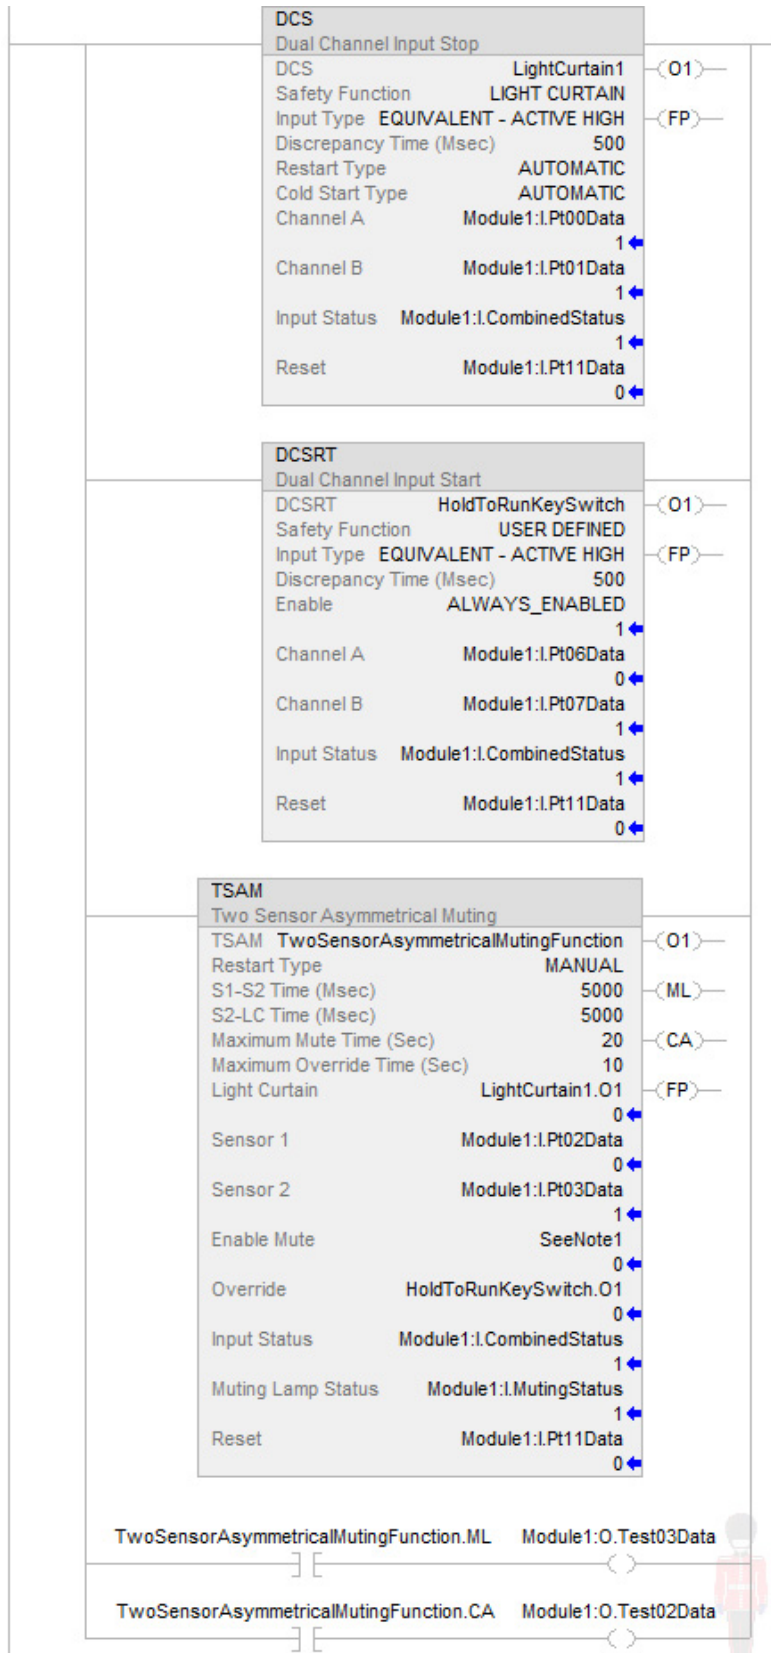 DCS
Dual Channel Input Stop
DCS LightCurtain1 (O1)
Safety Function LIGHT CURTAIN
Input Type EQUIVALENT - ACTIVE HIGH (FP)
Discrepancy Time (Msec) 500
Restart Type AUTOMATIC
Cold Start Type AUTOMATIC
Channel A Module1:I.Pt00Data
1
Channel B Module1:I.Pt01Data
1
Input Status Module1:I.CombinedStatus
1
Reset Module1:I.Pt11Data
0
DCSRT
Dual Channel Input Start
DCSRT HoldToRunKeySwitch (O1)
Safety Function USER DEFINED
Input Type EQUIVALENT - ACTIVE HIGH (FP)
Discrepancy Time (Msec) 500
Enable ALWAYS_ENABLED
1
Channel A Module1:I.Pt06Data
0
Channel B Module1:I.Pt07Data
1
Input Status Module1:I.CombinedStatus
1
Reset Module1:I.Pt11Data
0
TSAM
Two Sensor Asymmetrical Muting
TSAM TwoSensorAsymmetricalMutingFunction (O1)
Restart Type MANUAL
S1-S2 Time (Msec) 5000 (ML)
S2-LC Time (Msec) 5000
Maximum Mute Time (Sec) 20 (CA)
Maximum Override Time (Sec) 10
Light Curtain LightCurtain1.O1 (FP)
0
Sensor 1 Module1:I.Pt02Data
0
Sensor 2 Module1:I.Pt03Data
1
Enable Mute SeeNote1
0
Override HoldToRunKeySwitch.O1
0
Input Status Module1:I.CombinedStatus
1
Muting Lamp Status Module1:I.MutingStatus
1
Reset Module1:I.Pt11Data
0
TwoSensorAsymmetricalMutingFunction.ML Module1:O.Test03Data
TwoSensorAsymmetricalMutingFunction.CA Module1:O.Test02Data